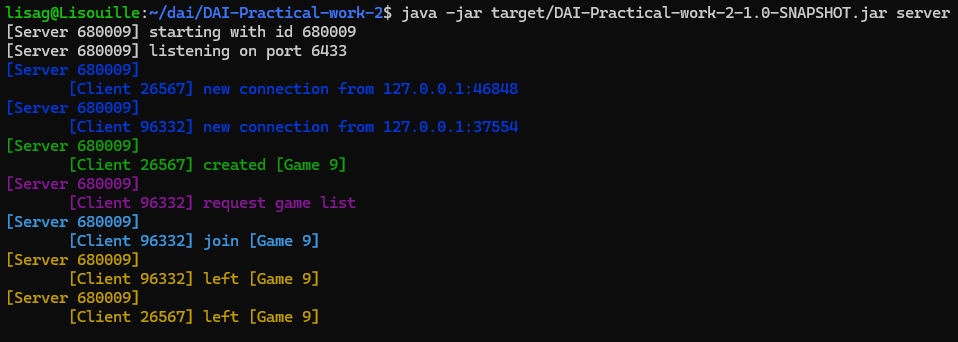 lisag@Lisouille:~/dai/DAI-Practical-work-2$ java -jar target/DAI-Practical-work-2-1.0-SNAPSHOT.jar server
[Server 680009] starting with id 680009
[Server 680009] listening on port 6433
[Server 680009]
[Client 26567] new connection from 127.0.0.1:46848
[Server 680009]
[Client 96332] new connection from 127.0.0.1:37554
[Server 680009]
[Client 26567] created [Game 9]
[Server 680009]
[Client 96332] request game list
[Server 680009]
[Client 96332] join [Game 9]
[Server 680009]
[Client 96332] left [Game 9]
[Server 680009]
[Client 26567] left [Game 9]